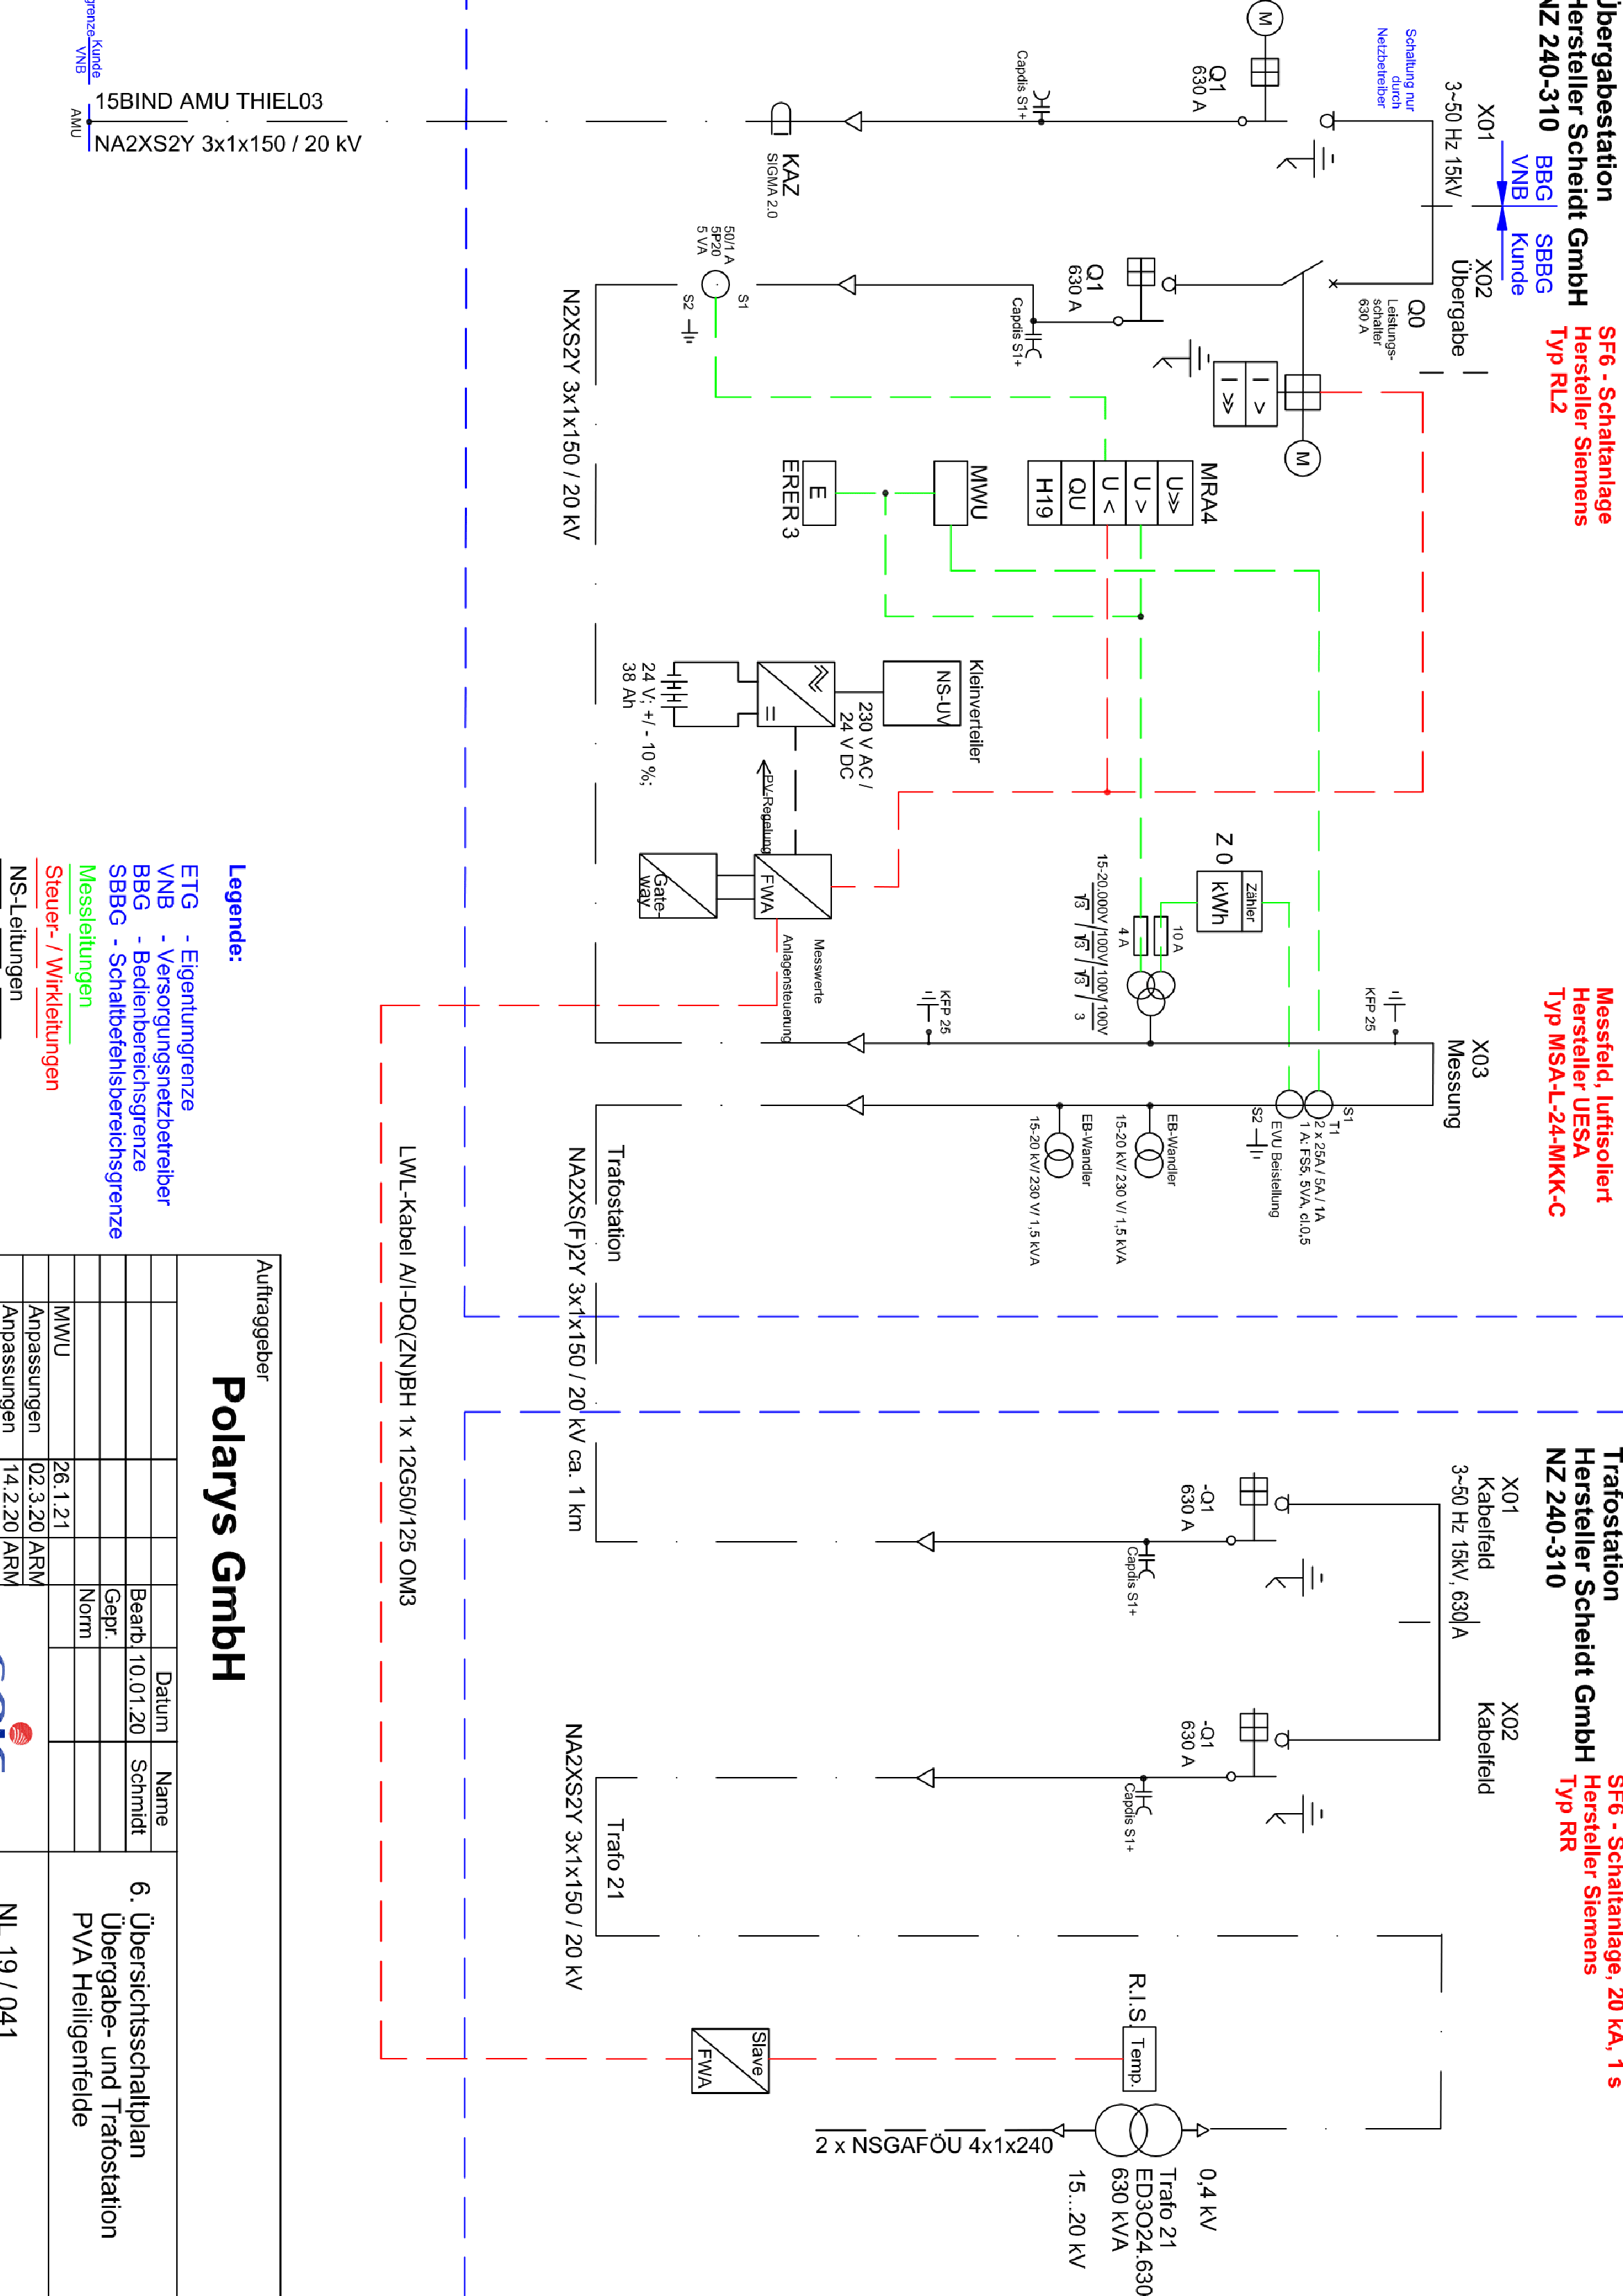 Übergabestation
Hersteller Scheidt GmbH
NZ 240-310
SF6 - Schaltanlage
Hersteller Siemens
Typ RL2
Messfeld, luftisoliert
Hersteller UESA
Typ MSA-L-24-MKK-C
Trafostation
Hersteller Scheidt GmbH
NZ 240-310
SF6 - Schaltanlage, 20 kA, 1 s
Hersteller Siemens
Typ RR
BBG
VNB
SBBG
Kunde
X01
3~50 Hz 15kV
X02
Übergabe
Schaltung nur
durch
Netzbetreiber
Q0
Leistungs-
schalter
630 A
M
Q1
630 A
Capdis S1+
KAZ
SIGMA 2.0
Q1
630 A
Capdis S1+
I >
I >>
M
50/1 A
5P20
5 VA
S1
S2
N2XS2Y 3x1x150 / 20 kV
MRA4
U>>
U >
U <
QU
H19
MWU
E
ERER 3
Kleinverteiler
NS-UV
230 V AC /
24 V DC
=
24 V; +/ - 10 %;
38 Ah
PV-Regelung
FWA
Gate-
way
Messwerte
Anlagensteuerung
Z 0
Zähler
kWh
10 A
4 A
15-20.000V/100V/100V/100V
√3 / √3 / √3 / 3
KFP 25
KFP 25
X03
Messung
S1
T1
2 x 25A / 5A / 1A
1 A: FS5, 5VA, cl.0,5
S2
EVU Beistellung
EB-Wandler
15-20 kV/ 230 V/ 1,5 kVA
EB-Wandler
15-20 kV/ 230 V/ 1,5 kVA
Trafostation
NA2XS(F)2Y 3x1x150 / 20 kV ca. 1 km
LWL-Kabel A/I-DQ(ZN)BH 1x 12G50/125 OM3
X01
Kabelfeld
3~50 Hz 15kV, 630 A
-Q1
630 A
Capdis S1+
X02
Kabelfeld
-Q1
630 A
Capdis S1+
Trafo 21
NA2XS2Y 3x1x150 / 20 kV
R.I.S.
Temp.
Slave
FWA
0,4 kV
Trafo 21
ED3O24.630
630 kVA
15...20 kV
2 x NSGAFÖU 4x1x240
grenze
Kunde
VNB
AMU
15BIND AMU THIEL03
NA2XS2Y 3x1x150 / 20 kV
Legende:
ETG - Eigentumgrenze
VNB - Versorgungsnetzbetreiber
BBG - Bedienbereichsgrenze
SBBG - Schaltbefehlsbereichsgrenze
Messleitungen
Steuer- / Wirkleitungen
NS-Leitungen
Auftraggeber
Polarys GmbH
Datum Name
Bearb. 10.01.20 Schmidt
Gepr.
Norm
MWU 26.1.21
Anpassungen 02.3.20 ARM
Anpassungen 14.2.20 ARM
6. Übersichtsschaltplan
Übergabe- und Trafostation
PVA Heiligenfelde
NL 19 / 041